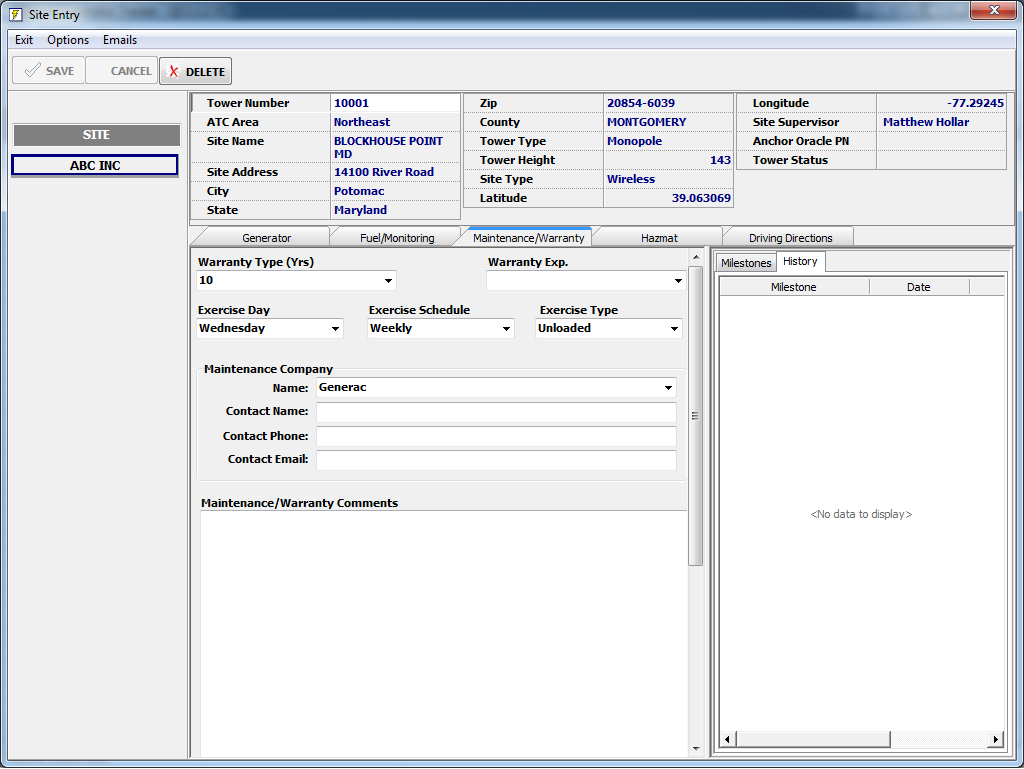 Site Entry
Exit Options Emails
SAVE CANCEL DELETE
SITE
ABC INC
Tower Number 10001
ATC Area Northeast
Site Name BLOCKHOUSE POINT
MD
Site Address 14100 River Road
City Potomac
State Maryland
Zip 20854-6039
County MONTGOMERY
Tower Type Monopole
Tower Height 143
Site Type Wireless
Latitude 39.063069
Longitude -77.29245
Site Supervisor Matthew Hollar
Anchor Oracle PN
Tower Status
Generator Fuel/Monitoring Maintenance/Warranty Hazmat Driving Directions
Warranty Type (Yrs) Warranty Exp.
10
Exercise Day Exercise Schedule Exercise Type
Wednesday Weekly Unloaded
Maintenance Company
Name: Generac
Contact Name:
Contact Phone:
Contact Email:
Maintenance/Warranty Comments
Milestones History
Milestone Date
<No data to display>